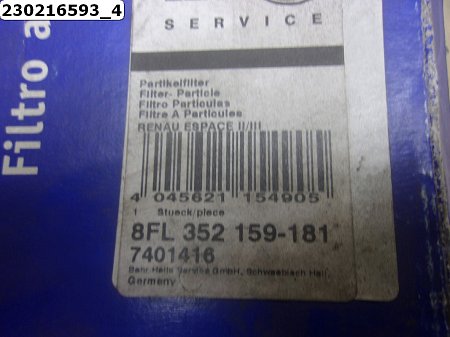 230216593_4
SERVICE
Filtro a
Partikelfilter
Filter- Particle
Filtro Particulas
Filtre A Particules
RENAU ESPACE II/III
4 045621 154905
1 Stueck/piece
8FL 352 159-181
7401416
Behr Hella Service GmbH, Schwaebisch Hall,
Germany